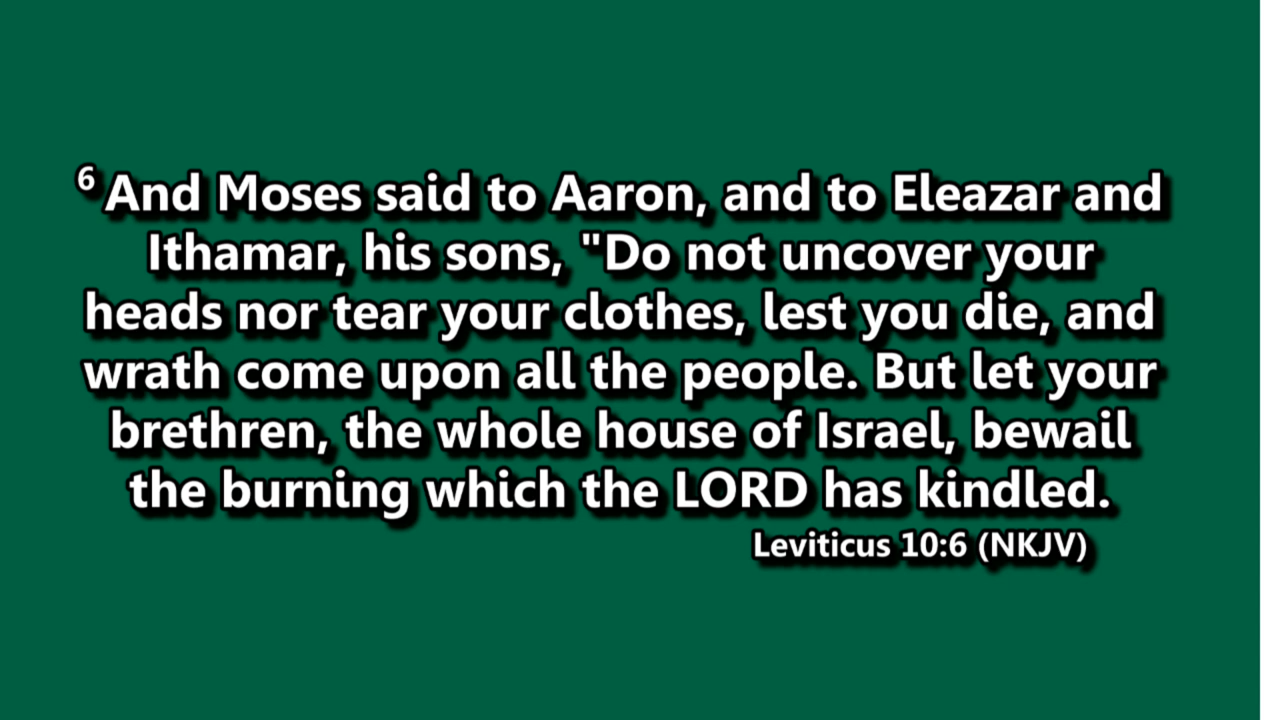 6 And Moses said to Aaron, and to Eleazar and
Ithamar, his sons, "Do not uncover your
heads nor tear your clothes, lest you die, and
wrath come upon all the people. But let your
brethren, the whole house of Israel, bewail
the burning which the LORD has kindled.
Leviticus 10:6 (NKJV)